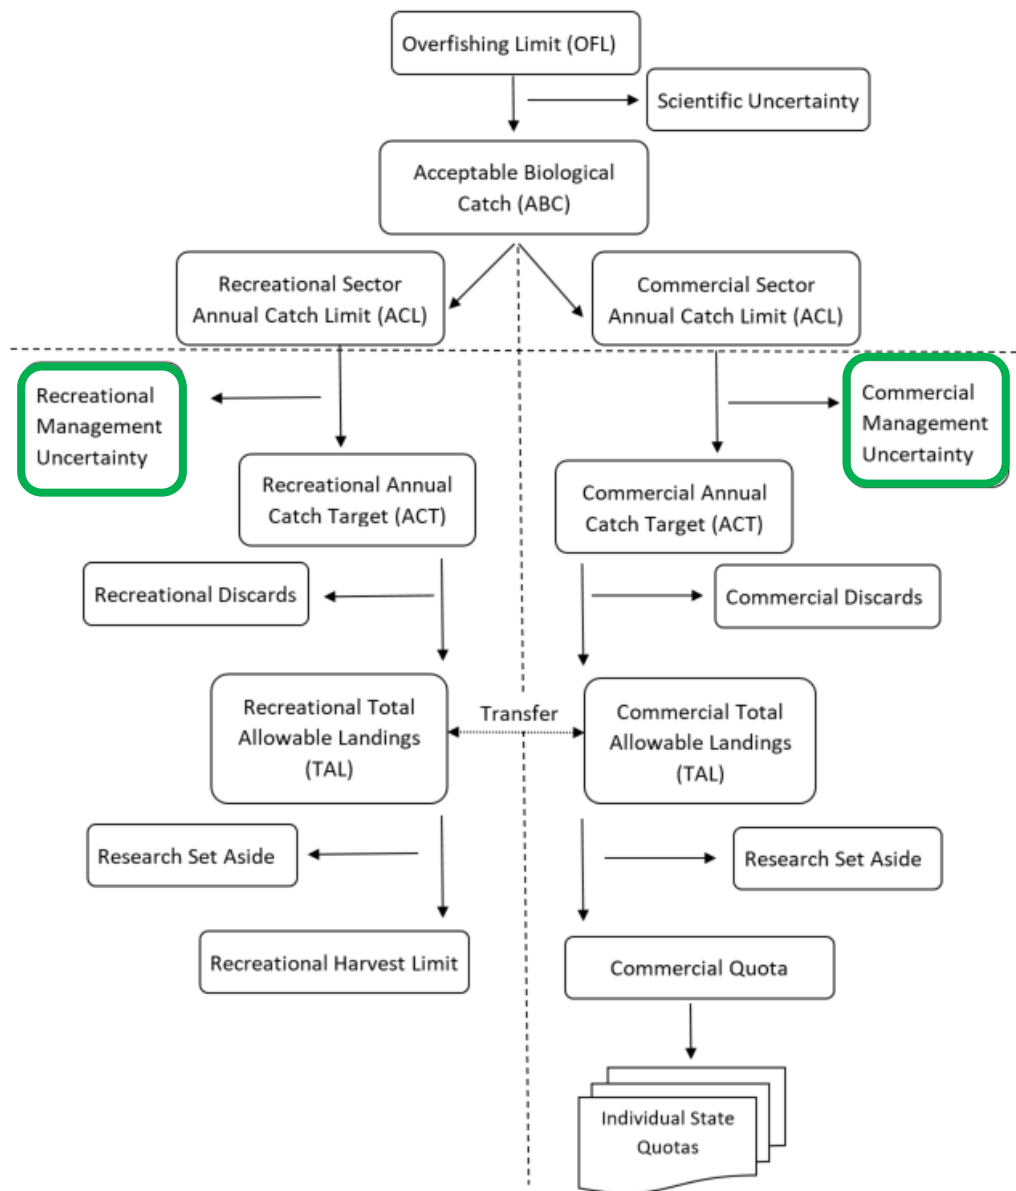 Overfishing Limit (OFL)
Scientific Uncertainty
Acceptable Biological
Catch (ABC)
Recreational Sector
Annual Catch Limit (ACL)
Commercial Sector
Annual Catch Limit (ACL)
Recreational
Management
Uncertainty
Commercial
Management
Uncertainty
Recreational Annual
Catch Target (ACT)
Commercial Annual
Catch Target (ACT)
Recreational Discards
Commercial Discards
Recreational Total
Allowable Landings
(TAL)
Transfer
Commercial Total
Allowable Landings
(TAL)
Research Set Aside
Research Set Aside
Recreational Harvest Limit
Commercial Quota
Individual State
Quotas